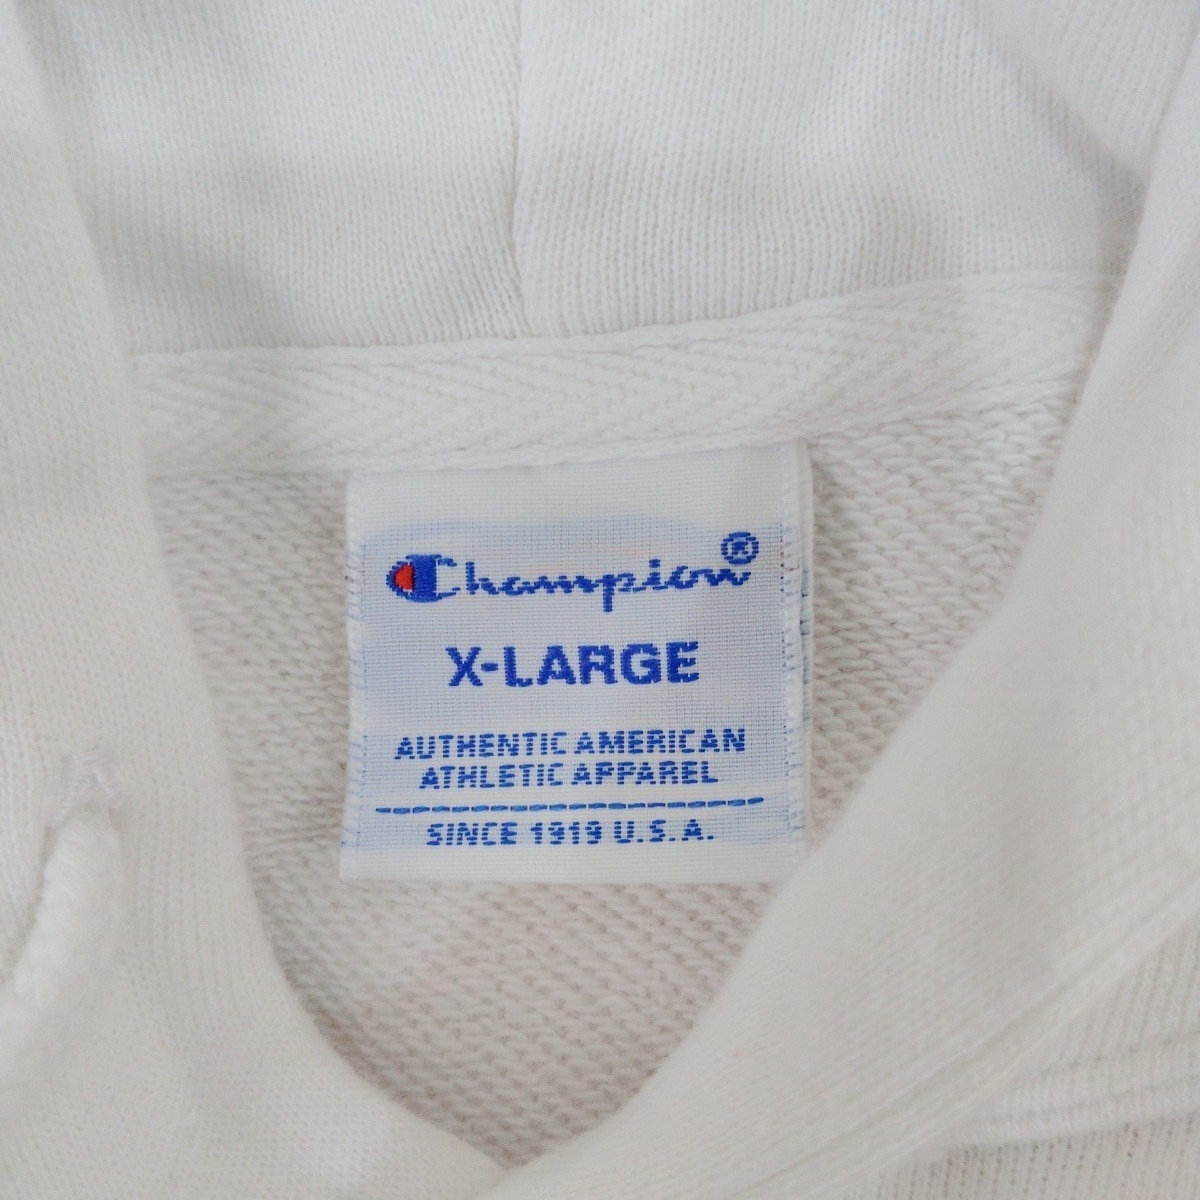 Champion®
X-LARGE
AUTHENTIC AMERICAN
ATHLETIC APPAREL
SINCE 1919 U.S.A.